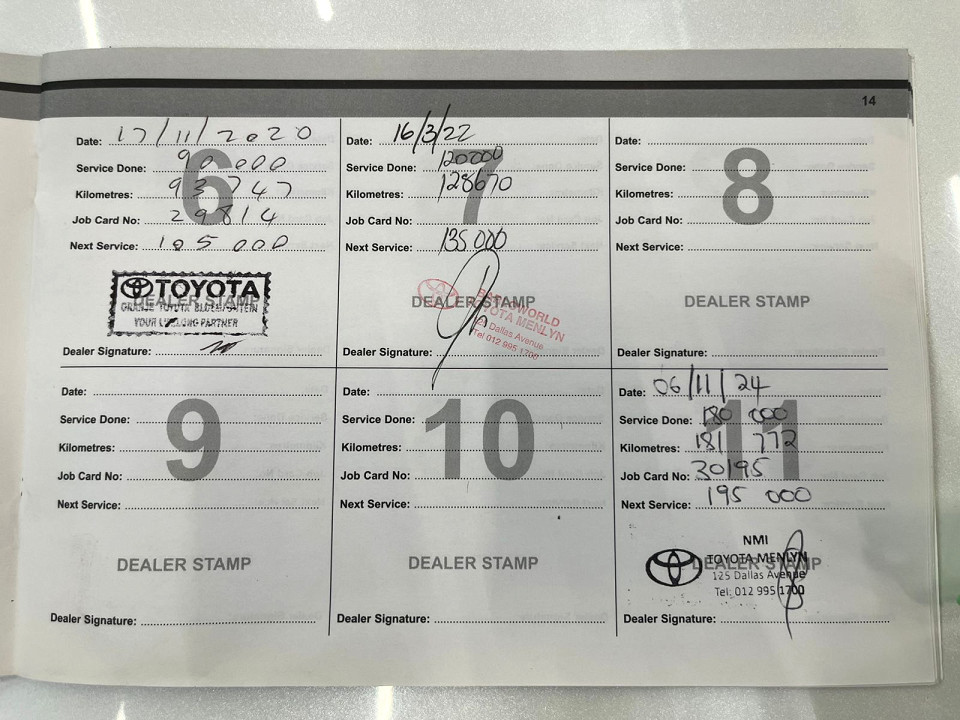 14
6
Date: 17/11/2020
Service Done: 90 000
Kilometres: 93 747
Job Card No: 29814
Next Service: 105 000
TOYOTA
DEALER STAMP
YOUR LIFELONG PARTNER
Dealer Signature:
7
Date: 16/3/22
Service Done: 120000
Kilometres: 128670
Job Card No:
Next Service: 135 000
DEALER STAMP
TOYOTA MENLYN
125 Dallas Avenue
Tel 012 995 1700
Dealer Signature:
8
Date:
Service Done:
Kilometres:
Job Card No:
Next Service:
DEALER STAMP
Dealer Signature:
9
Date:
Service Done:
Kilometres:
Job Card No:
Next Service:
DEALER STAMP
Dealer Signature:
10
Date:
Service Done:
Kilometres:
Job Card No:
Next Service:
DEALER STAMP
Dealer Signature:
11
Date: 06/11/24
Service Done: 180 000
Kilometres: 181 772
Job Card No: 30195
Next Service: 195 000
NMI
TOYOTA MENLYN
DEALER STAMP
125 Dallas Avenue
Tel: 012 995 1700
Dealer Signature: